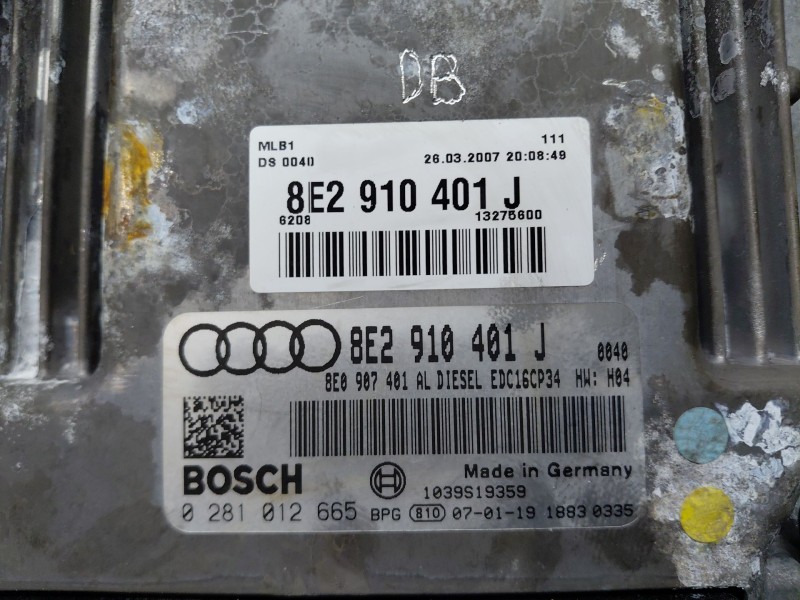 DB
MLB1 111
DS 0040 26.03.2007 20:08:49
8E2 910 401 J
6208 13275600
8E2 910 401 J 0040
8E0 907 401 AL DIESEL EDC16CP34 HW: H04
BOSCH Made in Germany
1039S19359
0 281 012 665 BPG 810 07-01-19 1883 0335